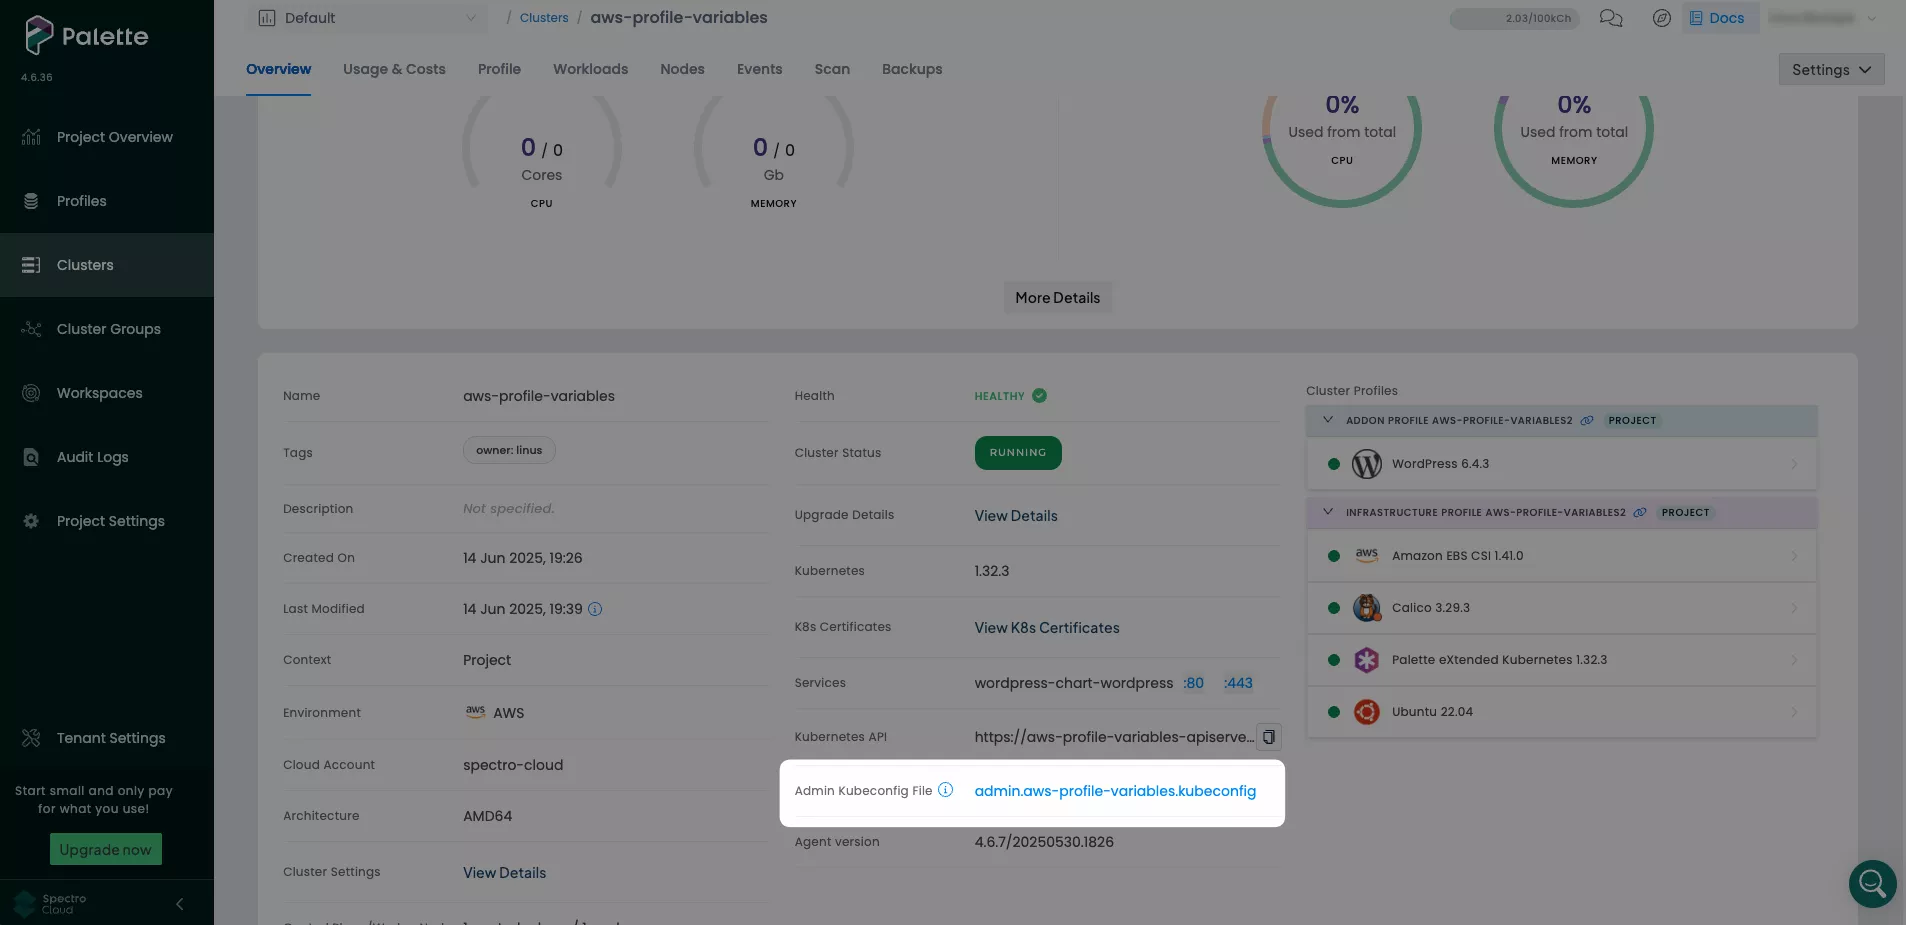 Palette
4.6.36
Project Overview
Profiles
Clusters
Cluster Groups
Workspaces
Audit Logs
Project Settings
Tenant Settings
Start small and only pay
for what you use!
Upgrade now
Spectro
Cloud
Default
/ Clusters / aws-profile-variables
2.03/100kCh
Docs
Overview Usage & Costs Profile Workloads Nodes Events Scan Backups
Settings
0 / 0
Cores
CPU
0 / 0
Gb
MEMORY
0%
Used from total
CPU
0%
Used from total
MEMORY
More Details
Name aws-profile-variables
Tags owner: linus
Description Not specified.
Created On 14 Jun 2025, 19:26
Last Modified 14 Jun 2025, 19:39
Context Project
Environment aws AWS
Cloud Account spectro-cloud
Architecture AMD64
Cluster Settings View Details
Health HEALTHY
Cluster Status RUNNING
Upgrade Details View Details
Kubernetes 1.32.3
K8s Certificates View K8s Certificates
Services wordpress-chart-wordpress :80 :443
Kubernetes API https://aws-profile-variables-apiserve...
Admin Kubeconfig File admin.aws-profile-variables.kubeconfig
Agent version 4.6.7/20250530.1826
Cluster Profiles
ADDON PROFILE AWS-PROFILE-VARIABLES2 PROJECT
WordPress 6.4.3
INFRASTRUCTURE PROFILE AWS-PROFILE-VARIABLES2 PROJECT
aws Amazon EBS CSI 1.41.0
Calico 3.29.3
Palette eXtended Kubernetes 1.32.3
Ubuntu 22.04